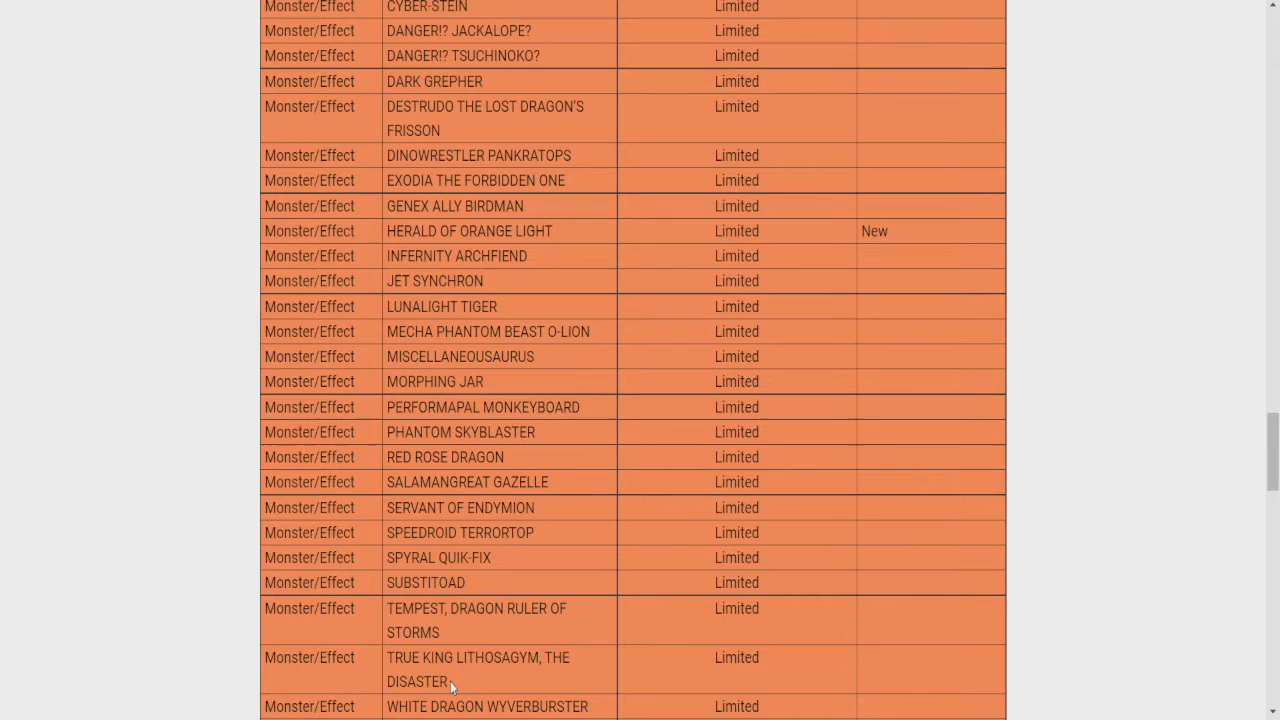 Monster/Effect CYBER-STEIN Limited
Monster/Effect DANGER!? JACKALOPE? Limited
Monster/Effect DANGER!? TSUCHINOKO? Limited
Monster/Effect DARK GREPHER Limited
Monster/Effect DESTRUDO THE LOST DRAGON'S Limited
FRISSON
Monster/Effect DINOWRESTLER PANKRATOPS Limited
Monster/Effect EXODIA THE FORBIDDEN ONE Limited
Monster/Effect GENEX ALLY BIRDMAN Limited
Monster/Effect HERALD OF ORANGE LIGHT Limited New
Monster/Effect INFERNITY ARCHFIEND Limited
Monster/Effect JET SYNCHRON Limited
Monster/Effect LUNALIGHT TIGER Limited
Monster/Effect MECHA PHANTOM BEAST O-LION Limited
Monster/Effect MISCELLANEOUSAURUS Limited
Monster/Effect MORPHING JAR Limited
Monster/Effect PERFORMAPAL MONKEYBOARD Limited
Monster/Effect PHANTOM SKYBLASTER Limited
Monster/Effect RED ROSE DRAGON Limited
Monster/Effect SALAMANGREAT GAZELLE Limited
Monster/Effect SERVANT OF ENDYMION Limited
Monster/Effect SPEEDROID TERRORTOP Limited
Monster/Effect SPYRAL QUIK-FIX Limited
Monster/Effect SUBSTITOAD Limited
Monster/Effect TEMPEST, DRAGON RULER OF Limited
STORMS
Monster/Effect TRUE KING LITHOSAGYM, THE Limited
DISASTER
Monster/Effect WHITE DRAGON WYVERBURSTER Limited